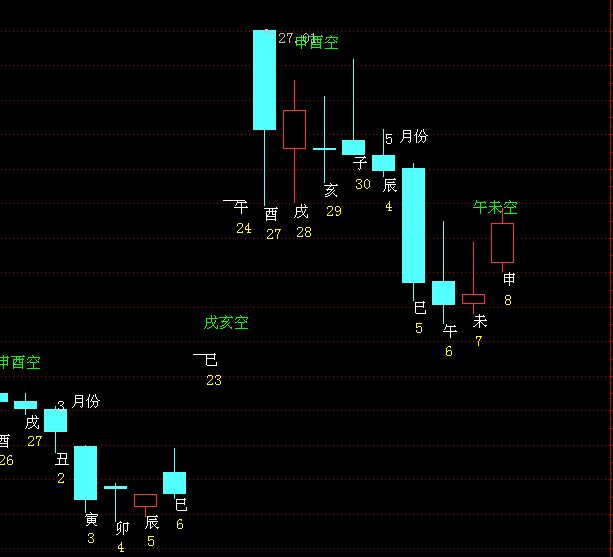 27.01
申酉空
5 月份
子
30
亥
29
辰
4
午
24
酉
27
戌
28
午未空
申
8
巳
5
午
6
未
7
戌亥空
巳
23
申酉空
3 月份
戌
27
酉
26
丑
2
巳
6
寅
3
卯
4
辰
5